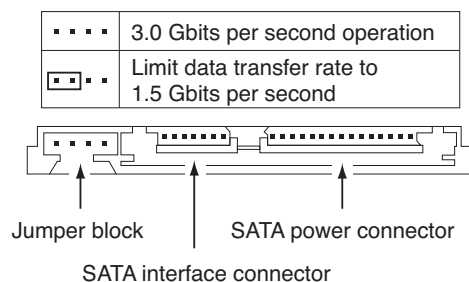 3.0 Gbits per second operation
Limit data transfer rate to
1.5 Gbits per second
Jumper block
SATA power connector
SATA interface connector